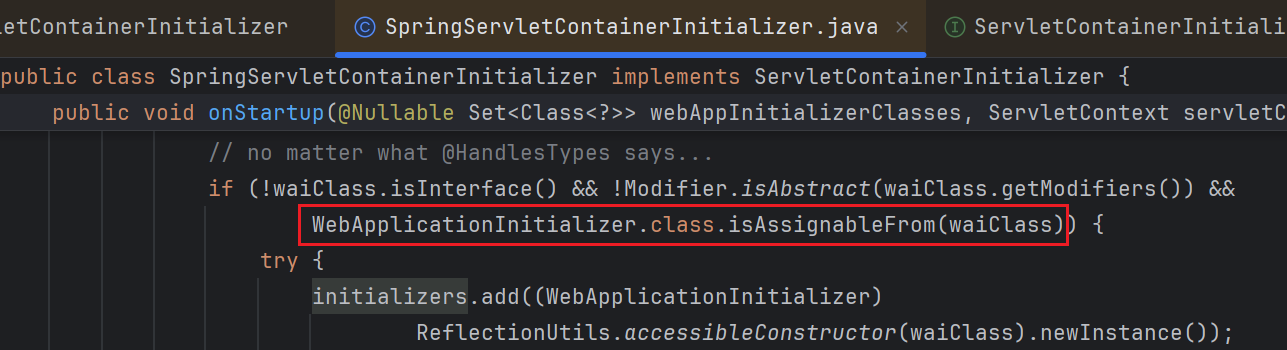 letContainerInitializer SpringServletContainerInitializer.java ServletContainerInitiali
public class SpringServletContainerInitializer implements ServletContainerInitializer {
public void onStartup(@Nullable Set<Class<?>> webAppInitializerClasses, ServletContext servletC
// no matter what @HandlesTypes says...
if (!waiClass.isInterface() && !Modifier.isAbstract(waiClass.getModifiers()) &&
WebApplicationInitializer.class.isAssignableFrom(waiClass)) {
try {
initializers.add((WebApplicationInitializer)
ReflectionUtils.accessibleConstructor(waiClass).newInstance());